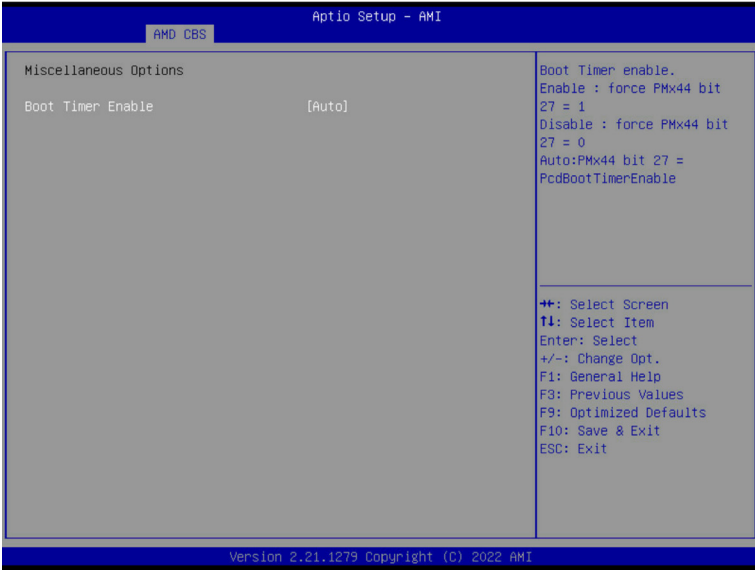 Aptio Setup – AMI
AMD CBS
Miscellaneous Options
Boot Timer Enable [Auto]
Boot Timer enable.
Enable : force PMx44 bit
27 = 1
Disable : force PMx44 bit
27 = 0
Auto:PMx44 bit 27 =
PcdBootTimerEnable
→←: Select Screen
↑↓: Select Item
Enter: Select
+/-: Change Opt.
F1: General Help
F3: Previous Values
F9: Optimized Defaults
F10: Save & Exit
ESC: Exit
Version 2.21.1279 Copyright (C) 2022 AMI